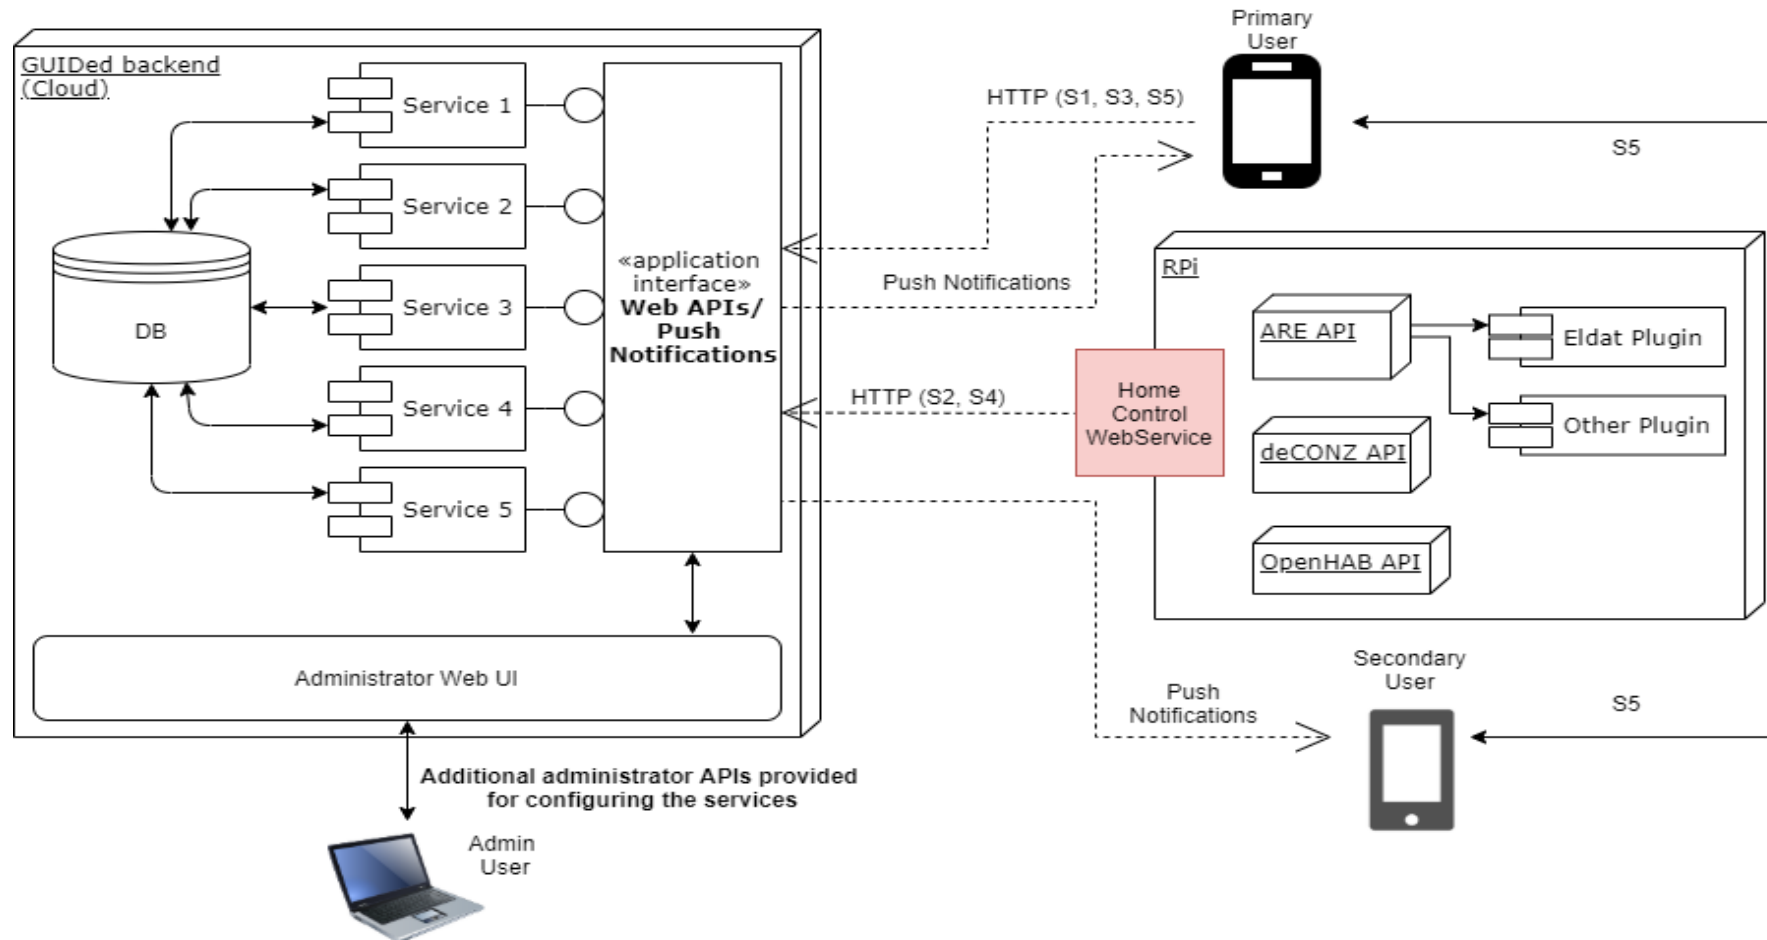 Primary
User
GUIDed backend
(Cloud)
Service 1
HTTP (S1, S3, S5)
S5
Service 2
«application
interface»
Web APIs/
Push
Notifications
Push Notifications
RPi
Service 3
DB
ARE API
Eldat Plugin
Home
Control
WebService
HTTP (S2, S4)
Service 4
Other Plugin
deCONZ API
Service 5
OpenHAB API
Administrator Web UI
Secondary
User
Push
Notifications
S5
Additional administrator APIs provided
for configuring the services
Admin
User